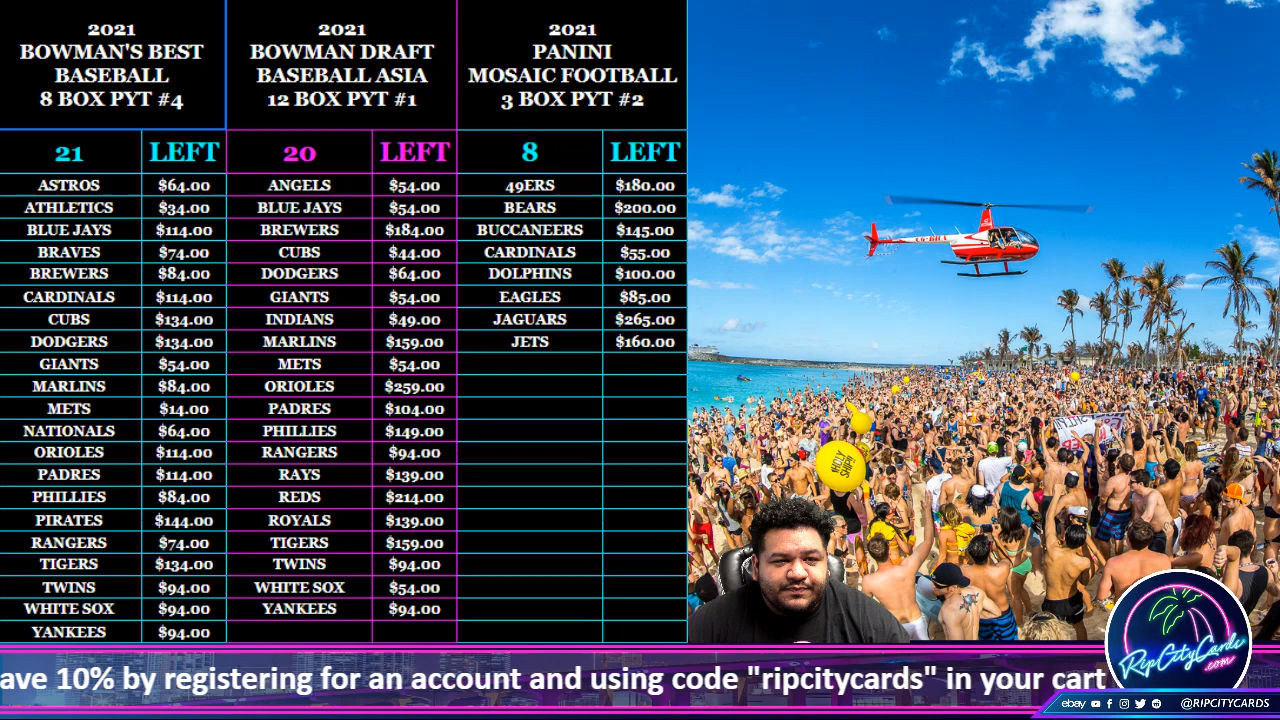 2021
BOWMAN'S BEST
BASEBALL
8 BOX PYT #4
2021
BOWMAN DRAFT
BASEBALL ASIA
12 BOX PYT #1
2021
PANINI
MOSAIC FOOTBALL
3 BOX PYT #2
21 LEFT 20 LEFT 8 LEFT
ASTROS $64.00 ANGELS $54.00 49ERS $180.00
ATHLETICS $34.00 BLUE JAYS $54.00 BEARS $200.00
BLUE JAYS $114.00 BREWERS $184.00 BUCCANEERS $145.00
BRAVES $74.00 CUBS $44.00 CARDINALS $55.00
BREWERS $84.00 DODGERS $64.00 DOLPHINS $100.00
CARDINALS $114.00 GIANTS $54.00 EAGLES $85.00
CUBS $134.00 INDIANS $49.00 JAGUARS $265.00
DODGERS $134.00 MARLINS $159.00 JETS $160.00
GIANTS $54.00 METS $54.00
MARLINS $84.00 ORIOLES $259.00
METS $14.00 PADRES $104.00
NATIONALS $64.00 PHILLIES $149.00
ORIOLES $114.00 RANGERS $94.00
PADRES $114.00 RAYS $139.00
PHILLIES $84.00 REDS $214.00
PIRATES $144.00 ROYALS $139.00
RANGERS $74.00 TIGERS $159.00
TIGERS $134.00 TWINS $94.00
TWINS $94.00 WHITE SOX $54.00
WHITE SOX $94.00 YANKEES $94.00
YANKEES $94.00
HOLY
SHIP!
ave 10% by registering for an account and using code "ripcitycards" in your cart
RipCityCards
.com
ebay @RIPCITYCARDS